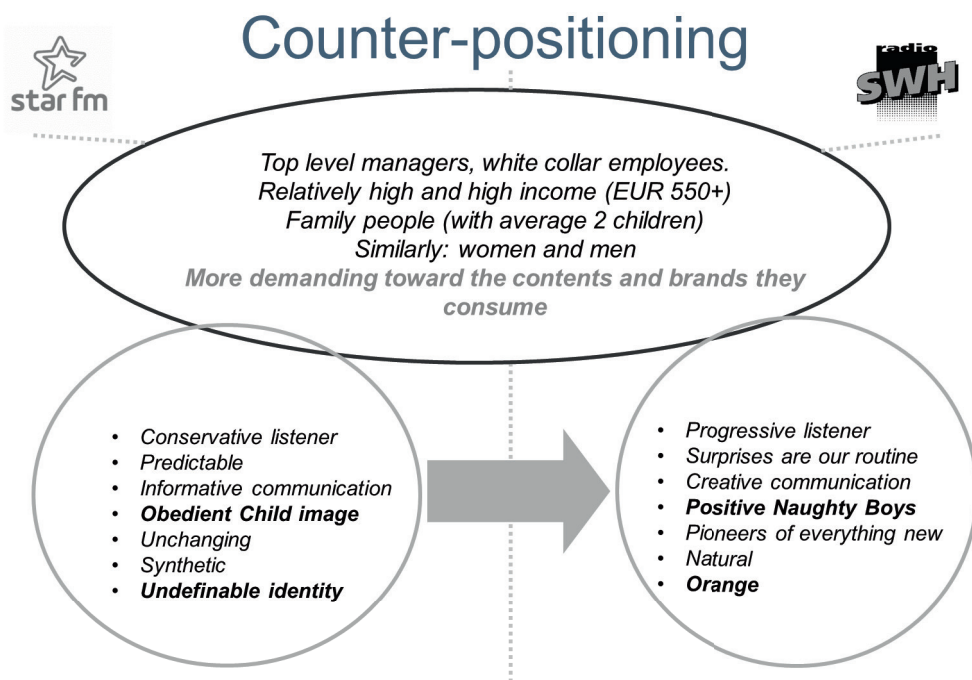 Counter-positioning
star fm
radio
SWH
Top level managers, white collar employees.
Relatively high and high income (EUR 550+)
Family people (with average 2 children)
Similarly: women and men
More demanding toward the contents and brands they
consume
• Conservative listener
• Predictable
• Informative communication
• Obedient Child image
• Unchanging
• Synthetic
• Undefinable identity
• Progressive listener
• Surprises are our routine
• Creative communication
• Positive Naughty Boys
• Pioneers of everything new
• Natural
• Orange